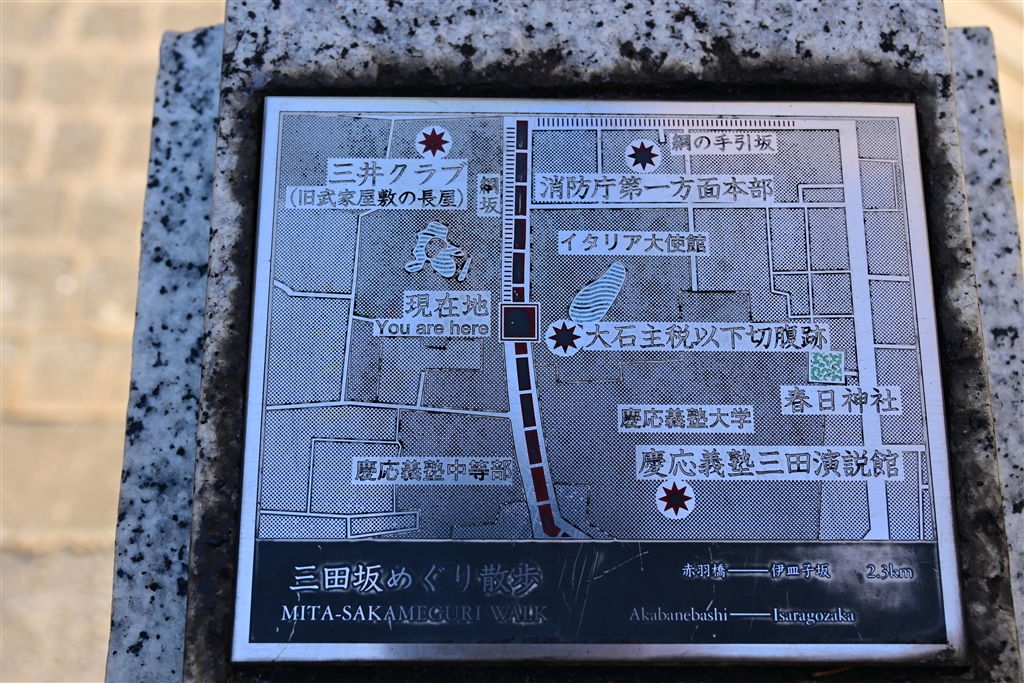 綱の手引坂
三井クラブ
(旧武家屋敷の長屋)
綱坂
消防庁第一方面本部
イタリア大使館
現在地
You are here
大石主税以下切腹跡
春日神社
慶応義塾大学
慶応義塾中等部
慶応義塾三田演説館
三田坂めぐり散歩
赤羽橋——伊皿子坂 2.3km
MITA-SAKAMEGURI WALK
Akabanebashi——Isaragozaka